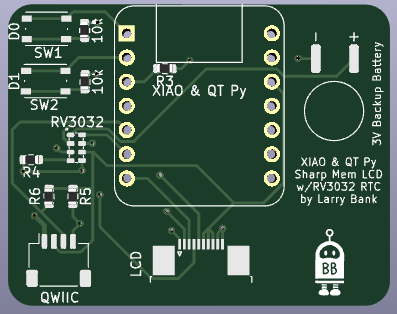 D0
10k
SW1
D1
10k
SW2
RV3032
R4
R6
R5
QWIIC
R3
XIAO & QT Py
LCD
- +
3V Backup Battery
XIAO & QT Py
Sharp Mem LCD
w/RV3032 RTC
by Larry Bank
BB